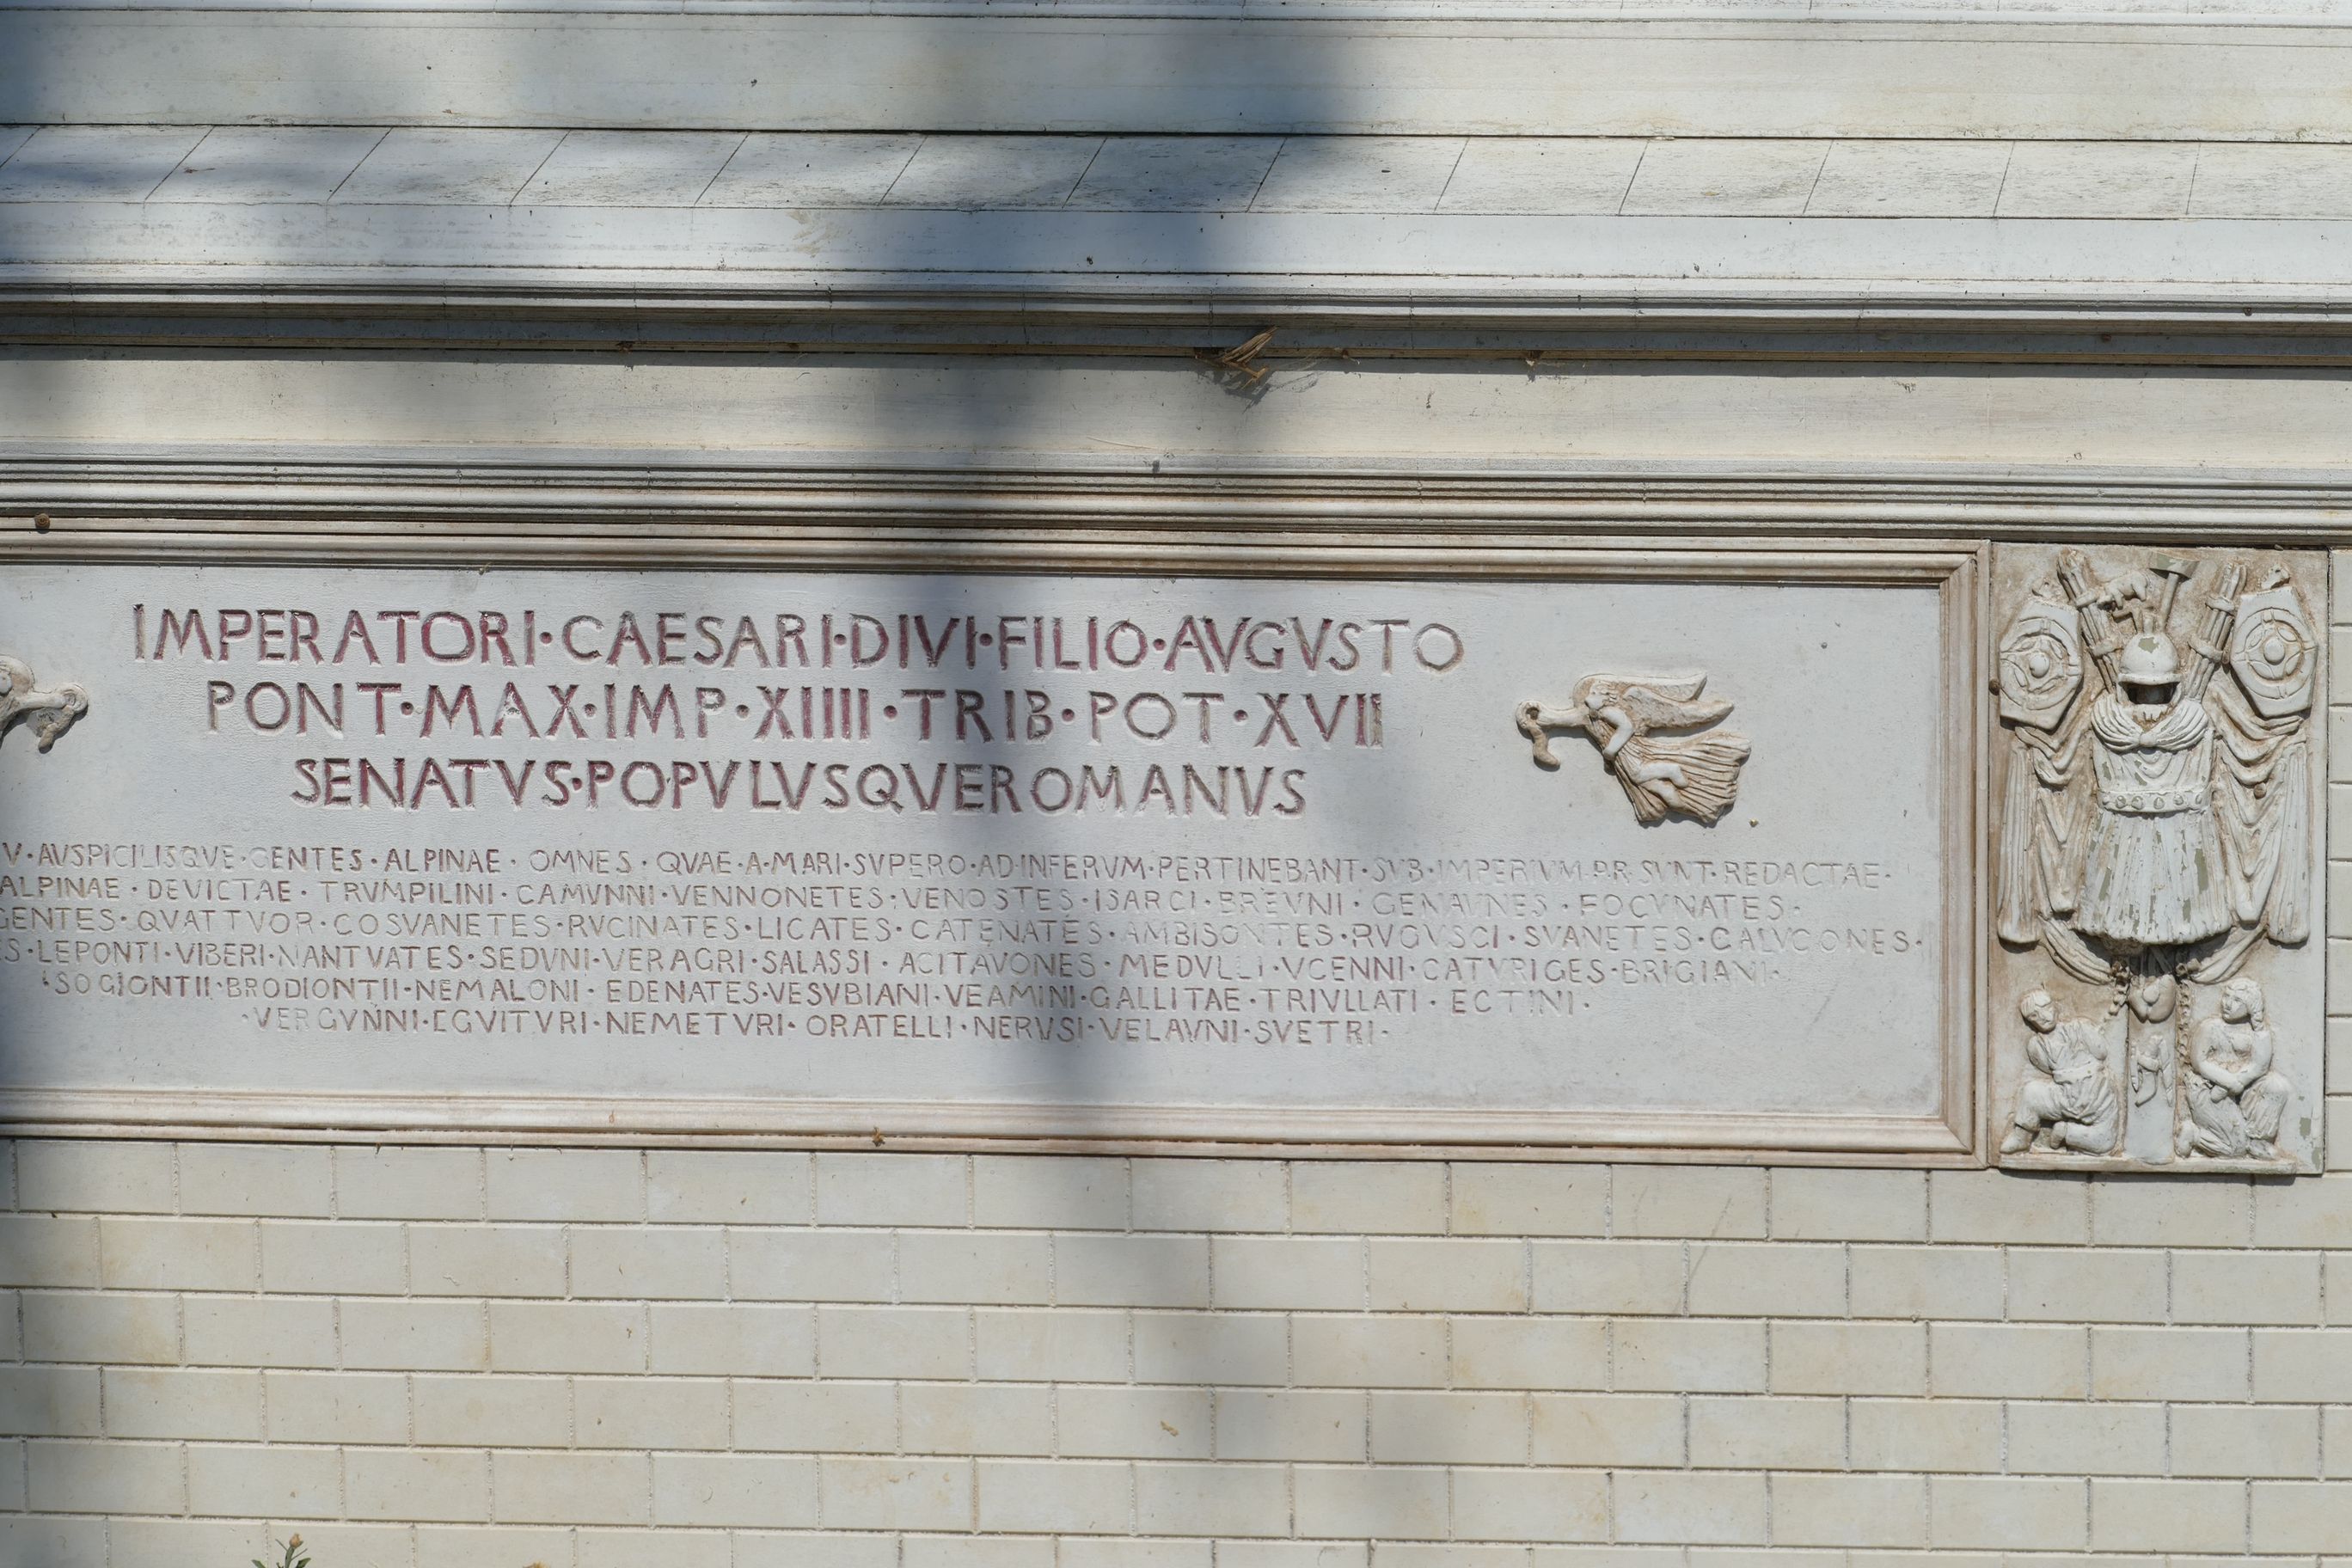 IMPERATORI·CAESARI·DIVI·FILIO·AVGVSTO
PONT·MAX·IMP·XIIII·TRIB·POT·XVII
SENATVS·POPVLVSQVEROMANVS
V·AVSPICIIISQVE·GENTES·ALPINAE·OMNES·QVAE·A·MARI·SVPERO·AD·INFERVM·PERTINEBANT·SVB·IMPERIVM·P·R·SVNT·REDACTAE·
ALPINAE·DEVICTAE·TRVMPILINI·CAMVNNI·VENNONETES·VENOSTES·ISARCI·BREVNI·GENAVNES·FOCVNATES·
GENTES·QVATTVOR·COSVANETES·RVCINATES·LICATES·CATENATES·AMBISONTES·RVGVSCI·SVANETES·CALVCONES·
S·LEPONTI·VIBERI·NANTVATES·SEDVNI·VERAGRI·SALASSI·ACITAVONES·MEDVLLI·VCENNI·CATVRIGES·BRIGIANI·
·SOGIONTII·BRODIONTII·NEMALONI·EDENATES·VESVBIANI·VEAMINI·GALLITAE·TRIVLLATI·ECTINI·
·VERGVNNI·EGVITVRI·NEMETVRI·ORATELLI·NERVSI·VELAVNI·SVETRI·